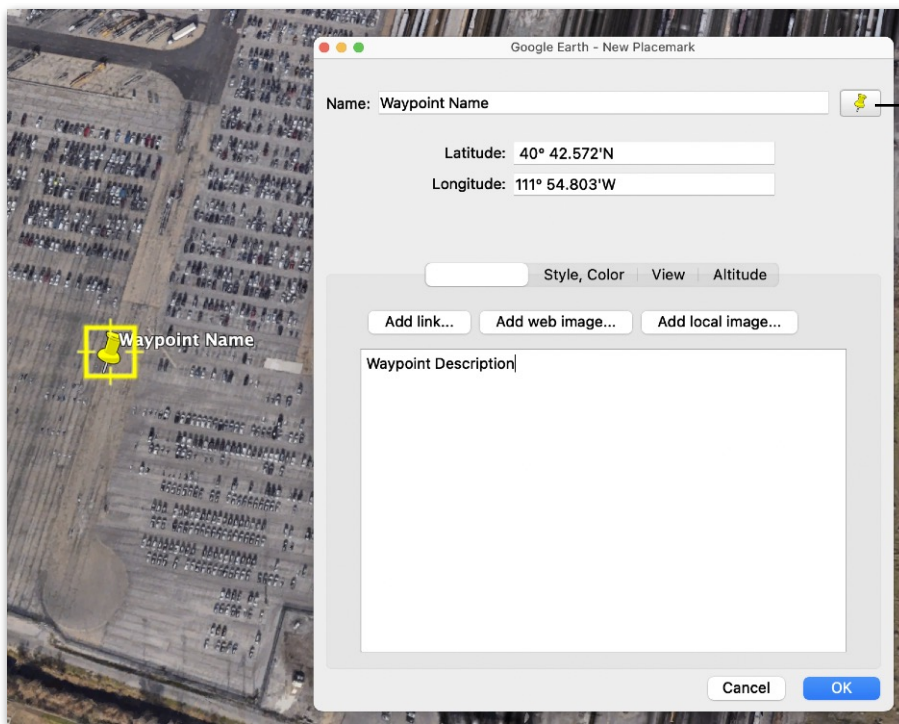 Google Earth - New Placemark
Name: Waypoint Name
Latitude: 40° 42.572'N
Longitude: 111° 54.803'W
Style, Color View Altitude
Add link... Add web image... Add local image...
Waypoint Name
Waypoint Description
Cancel OK